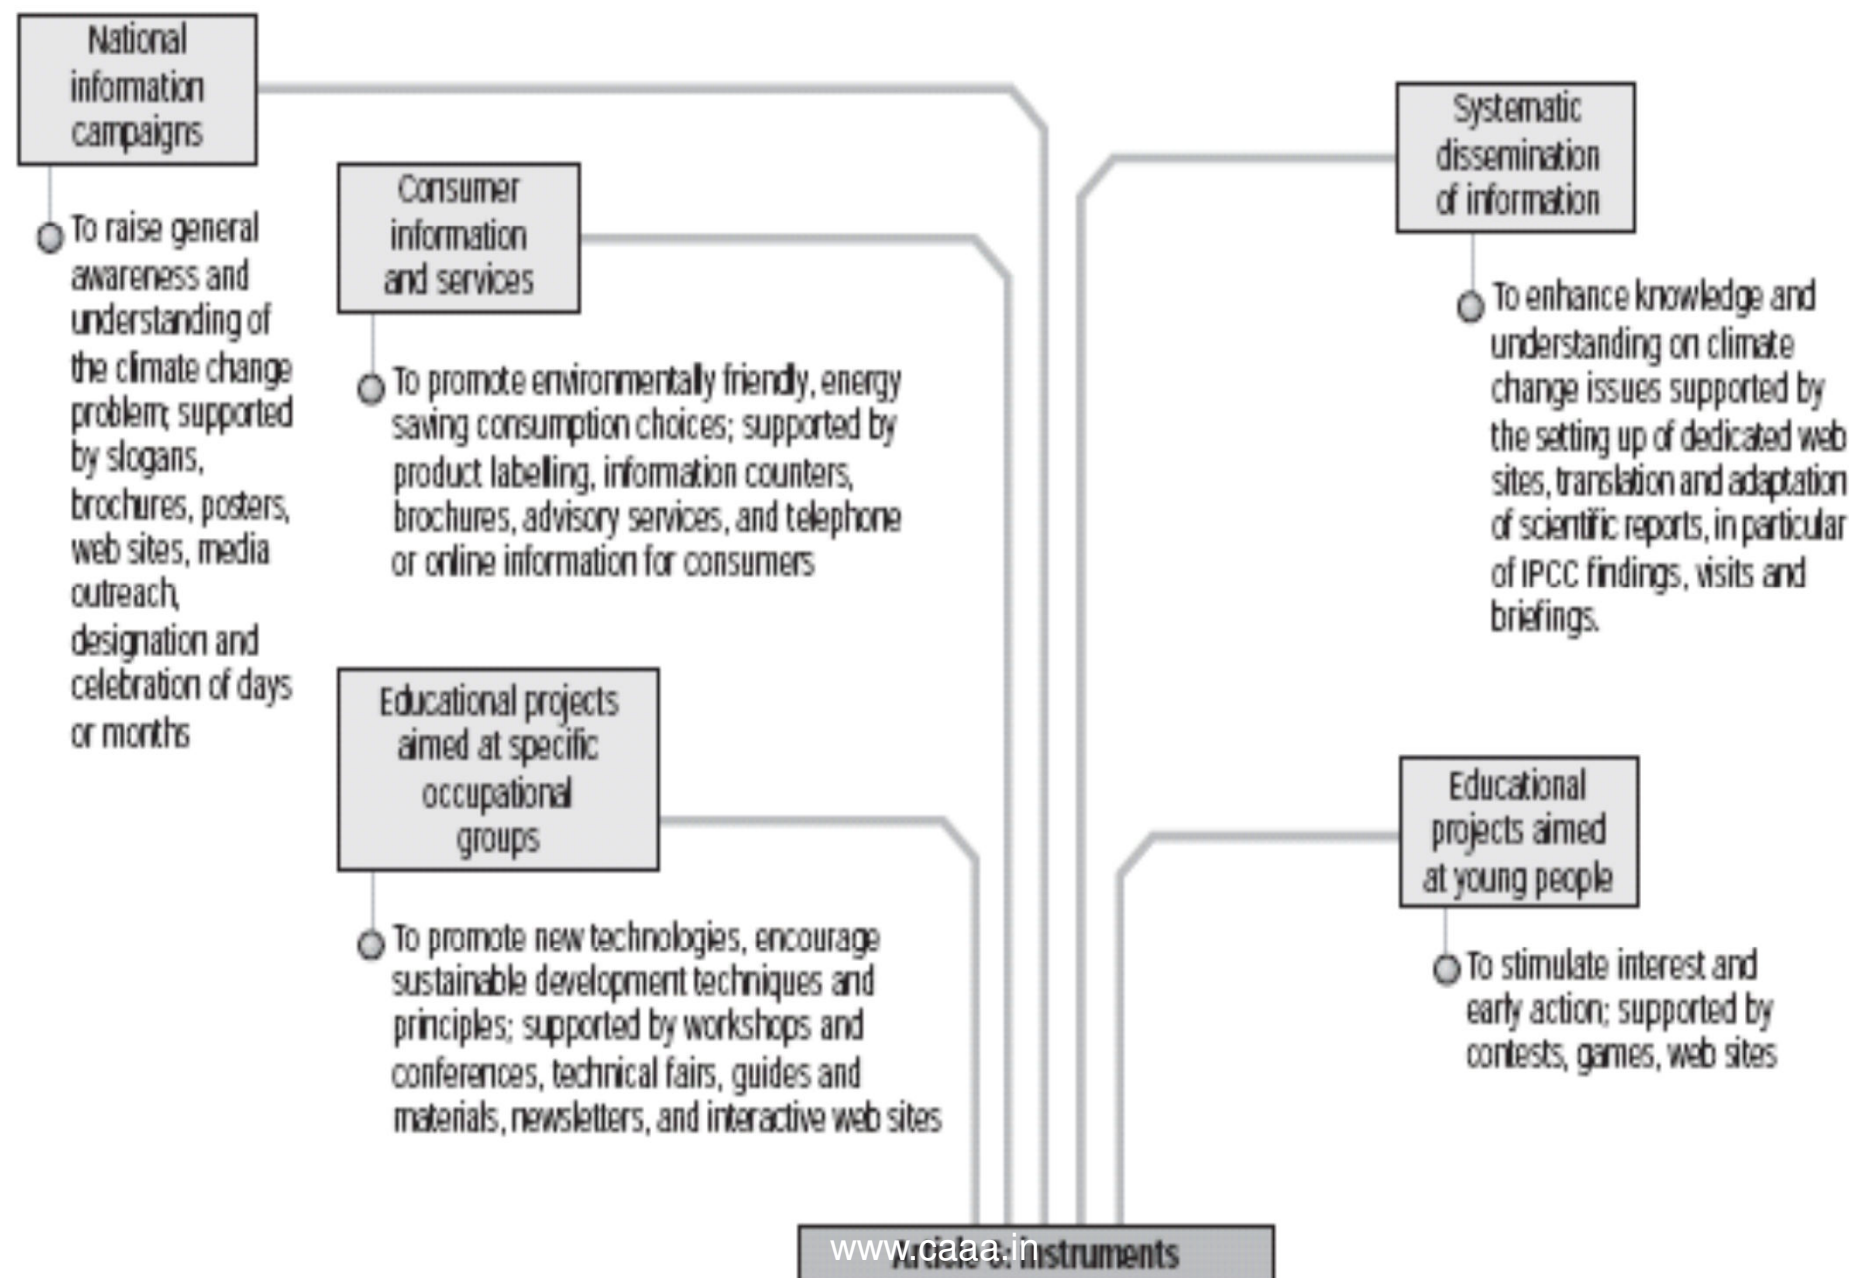 National
information
campaigns
To raise general
awareness and
understanding of
the climate change
problem; supported
by slogans,
brochures, posters,
web sites, media
outreach,
designation and
celebration of days
or months
Consumer
information
and services
To promote environmentally friendly, energy
saving consumption choices; supported by
product labelling, information counters,
brochures, advisory services, and telephone
or online information for consumers
Educational projects
aimed at specific
occupational
groups
To promote new technologies, encourage
sustainable development techniques and
principles; supported by workshops and
conferences, technical fairs, guides and
materials, newsletters, and interactive web sites
Systematic
dissemination
of information
To enhance knowledge and
understanding on climate
change issues supported by
the setting up of dedicated web
sites, translation and adaptation
of scientific reports, in particular
of IPCC findings, visits and
briefings.
Educational
projects aimed
at young people
To stimulate interest and
early action; supported by
contests, games, web sites
Article 6: Instruments
www.caaa.in